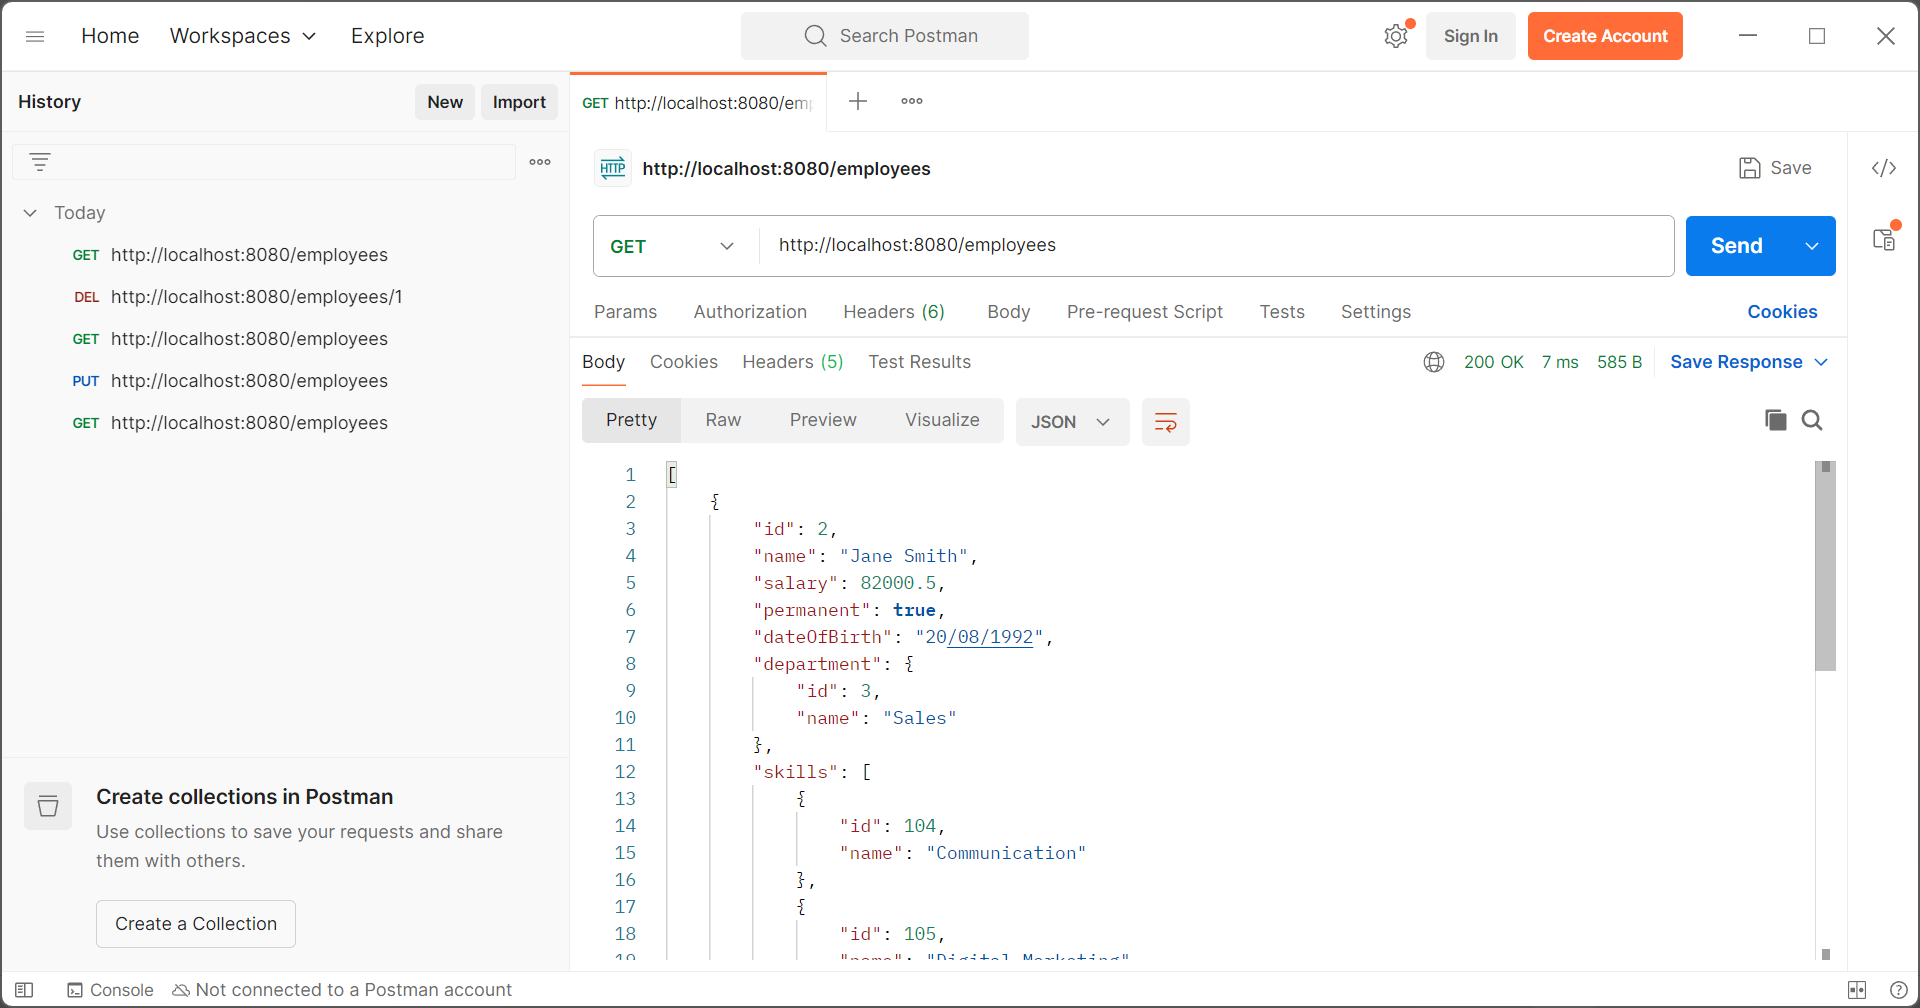 Home Workspaces Explore
Search Postman
Sign In
Create Account
History
New
Import
Today
GET http://localhost:8080/employees
DEL http://localhost:8080/employees/1
GET http://localhost:8080/employees
PUT http://localhost:8080/employees
GET http://localhost:8080/employees
Create collections in Postman
Use collections to save your requests and share
them with others.
Create a Collection
GET http://localhost:8080/em
HTTP http://localhost:8080/employees
Save
GET http://localhost:8080/employees
Send
Params Authorization Headers (6) Body Pre-request Script Tests Settings Cookies
Body Cookies Headers (5) Test Results 200 OK 7 ms 585 B Save Response
Pretty Raw Preview Visualize JSON
1 [
2 {
3 "id": 2,
4 "name": "Jane Smith",
5 "salary": 82000.5,
6 "permanent": true,
7 "dateOfBirth": "20/08/1992",
8 "department": {
9 "id": 3,
10 "name": "Sales"
11 },
12 "skills": [
13 {
14 "id": 104,
15 "name": "Communication"
16 },
17 {
18 "id": 105,
19 "name": "Digital Marketing"
Console Not connected to a Postman account